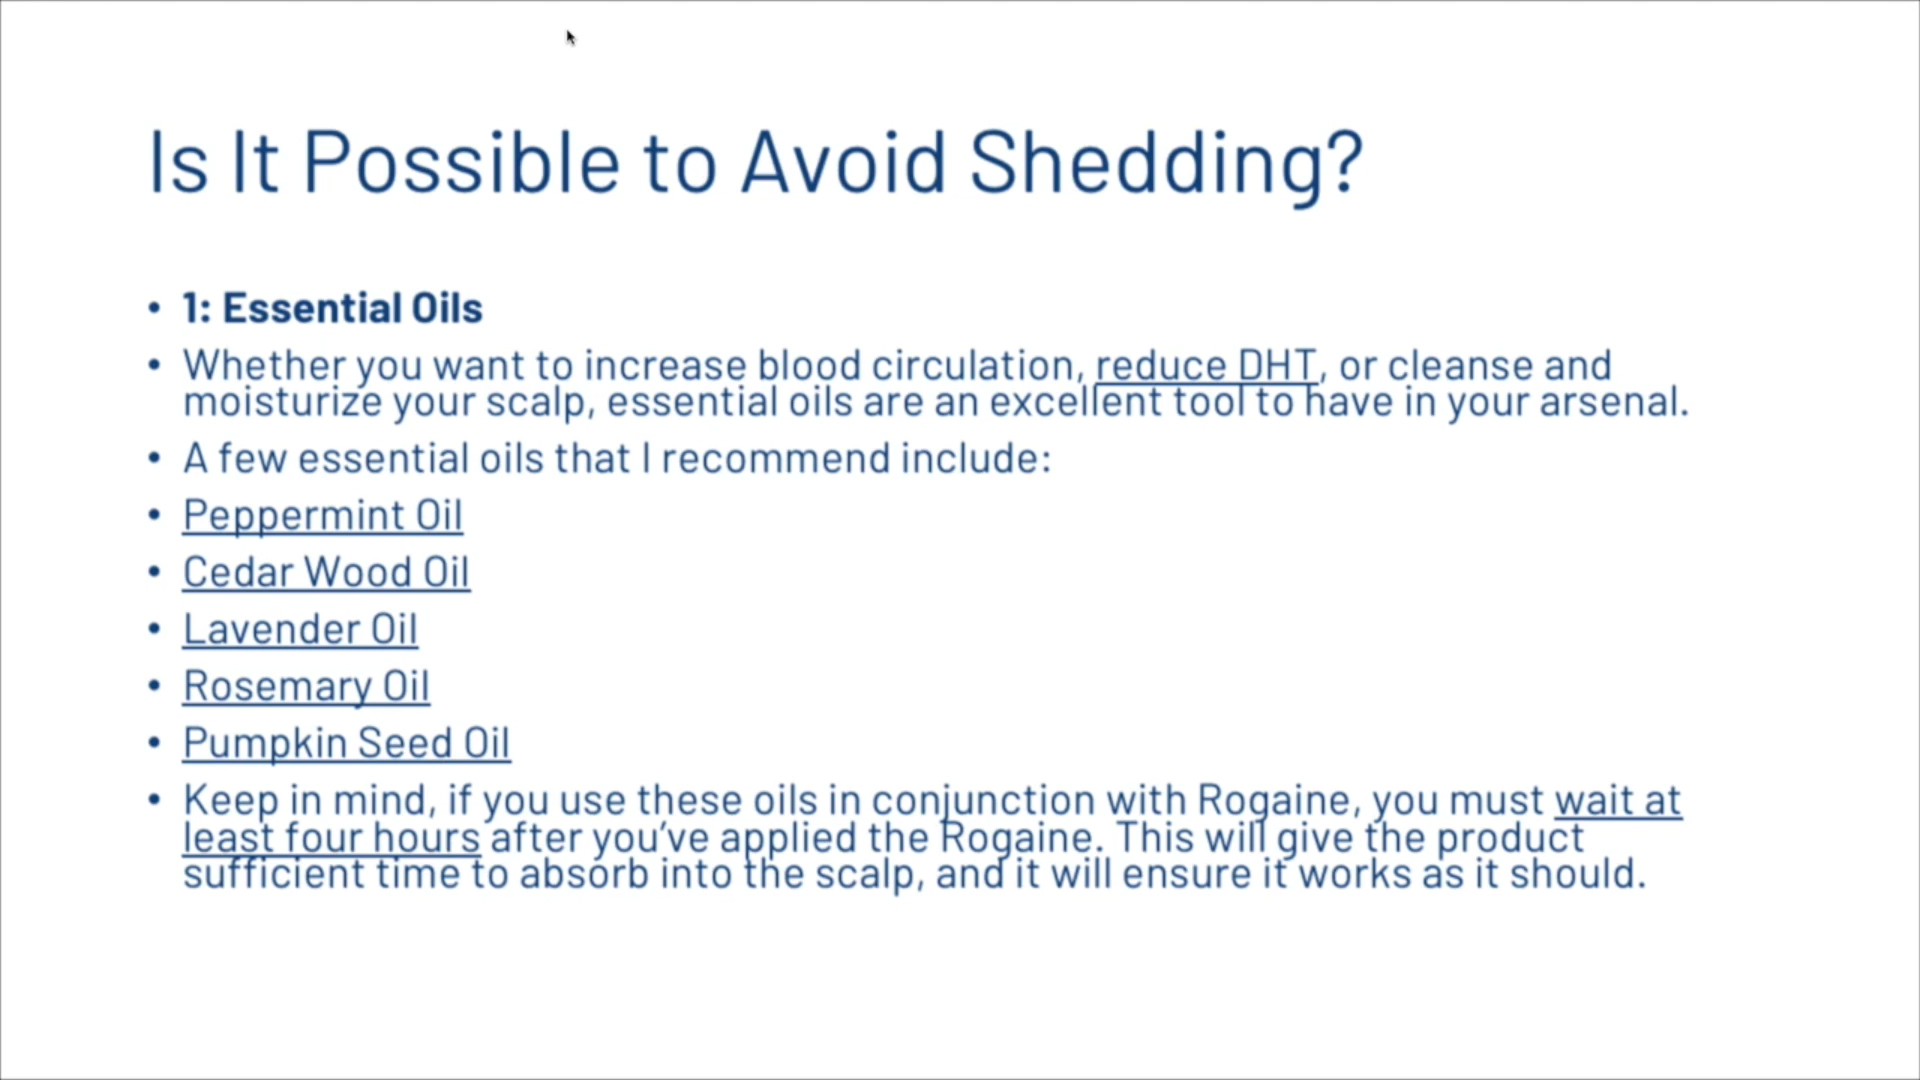 Is It Possible to Avoid Shedding?
• 1: Essential Oils
• Whether you want to increase blood circulation, reduce DHT, or cleanse and
moisturize your scalp, essential oils are an excellent tool to have in your arsenal.
• A few essential oils that I recommend include:
• Peppermint Oil
• Cedar Wood Oil
• Lavender Oil
• Rosemary Oil
• Pumpkin Seed Oil
• Keep in mind, if you use these oils in conjunction with Rogaine, you must wait at
least four hours after you’ve applied the Rogaine. This will give the product
sufficient time to absorb into the scalp, and it will ensure it works as it should.